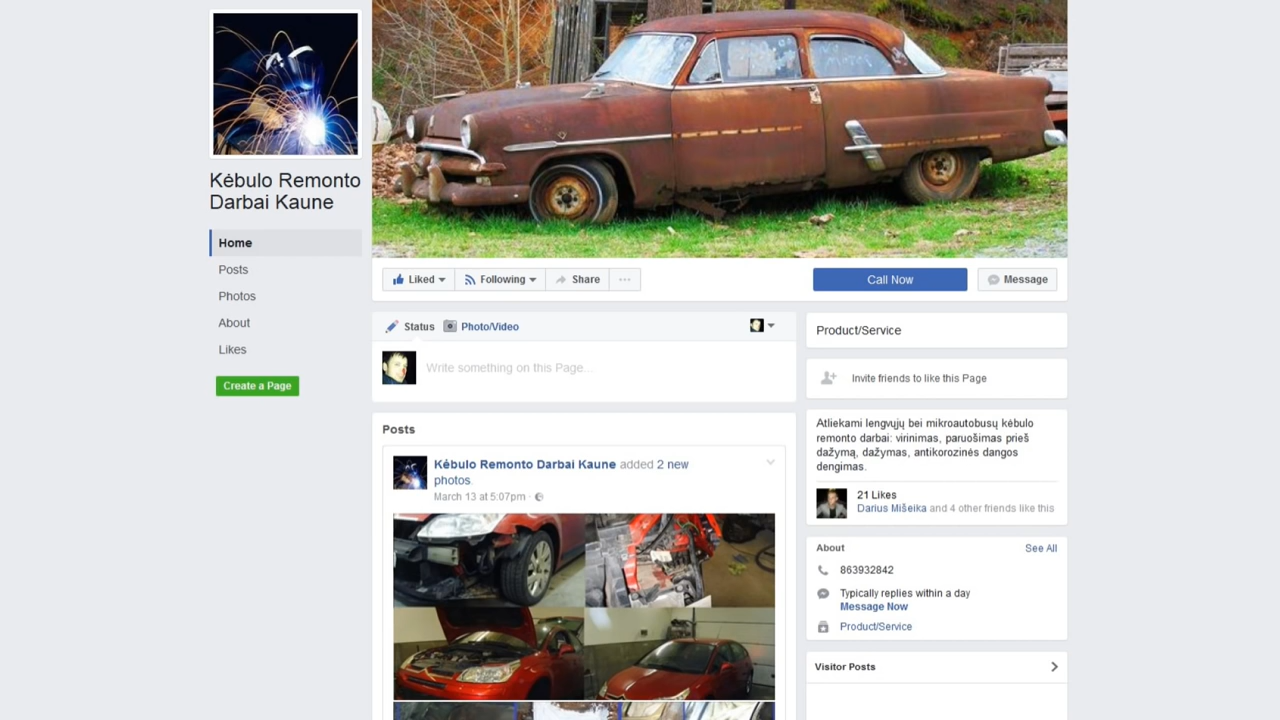 Kėbulo Remonto
Darbai Kaune
Home
Posts
Photos
About
Likes
Create a Page
Liked
Following
Share
Call Now
Message
Status
Photo/Video
Write something on this Page...
Posts
Kėbulo Remonto Darbai Kaune added 2 new
photos.
March 13 at 5:07pm ·
Product/Service
Invite friends to like this Page
Atliekami lengvųjų bei mikroautobusų kėbulo
remonto darbai: virinimas, paruošimas prieš
dažymą, dažymas, antikorozinės dangos
dengimas.
21 Likes
Darius Mišeika and 4 other friends like this
About
See All
863932842
Typically replies within a day
Message Now
Product/Service
Visitor Posts